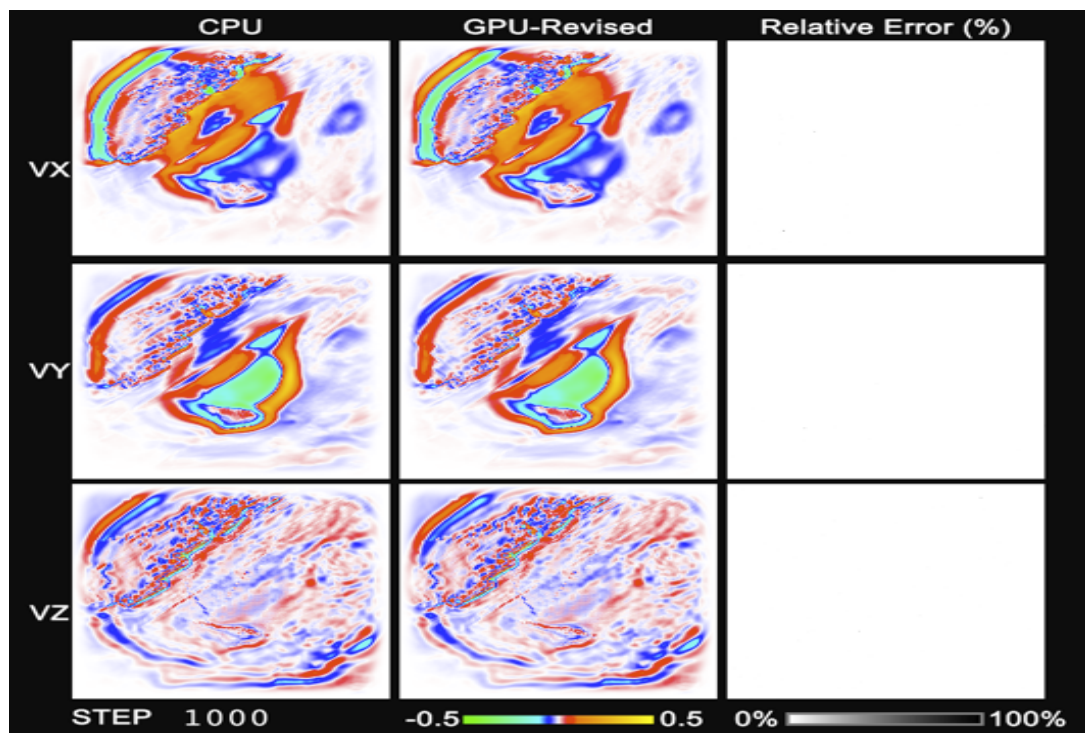 CPU GPU-Revised Relative Error (%)
VX
VY
VZ
STEP 1000 -0.5 0.5 0% 100%